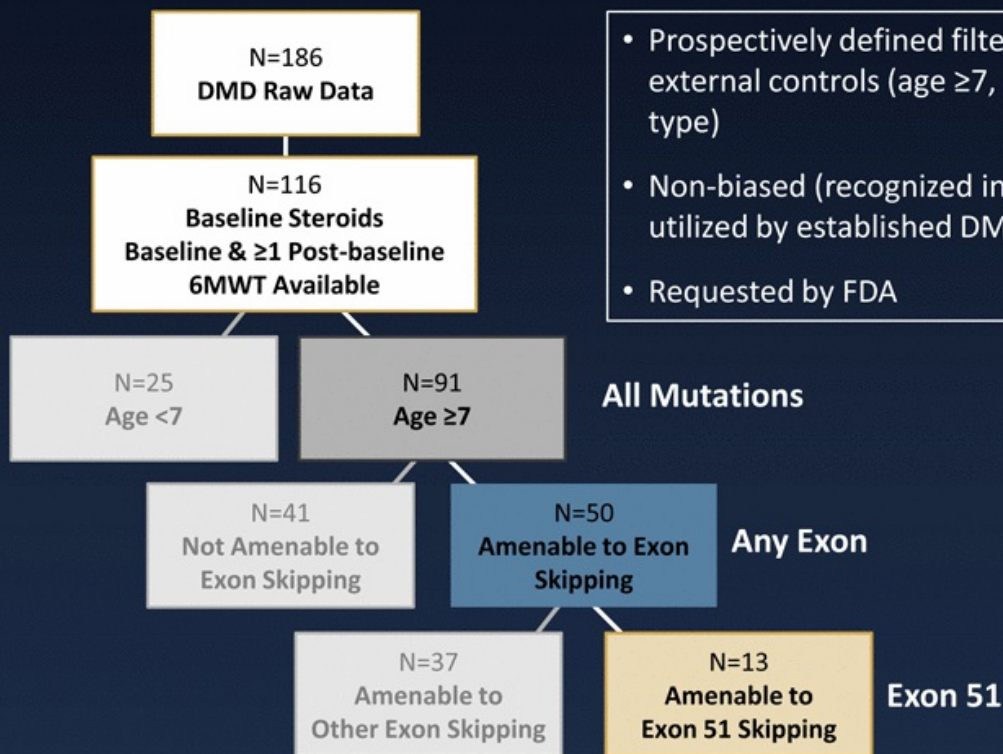 N=186
DMD Raw Data
N=116
Baseline Steroids
Baseline & ≥1 Post-baseline
6MWT Available
N=25
Age <7
N=91
Age ≥7
All Mutations
N=41
Not Amenable to
Exon Skipping
N=50
Amenable to Exon
Skipping
Any Exon
N=37
Amenable to
Other Exon Skipping
N=13
Amenable to
Exon 51 Skipping
Exon 51
• Prospectively defined
external controls (age ≥7,
type)
• Non-biased (recognized
utilized by established
• Requested by FDA